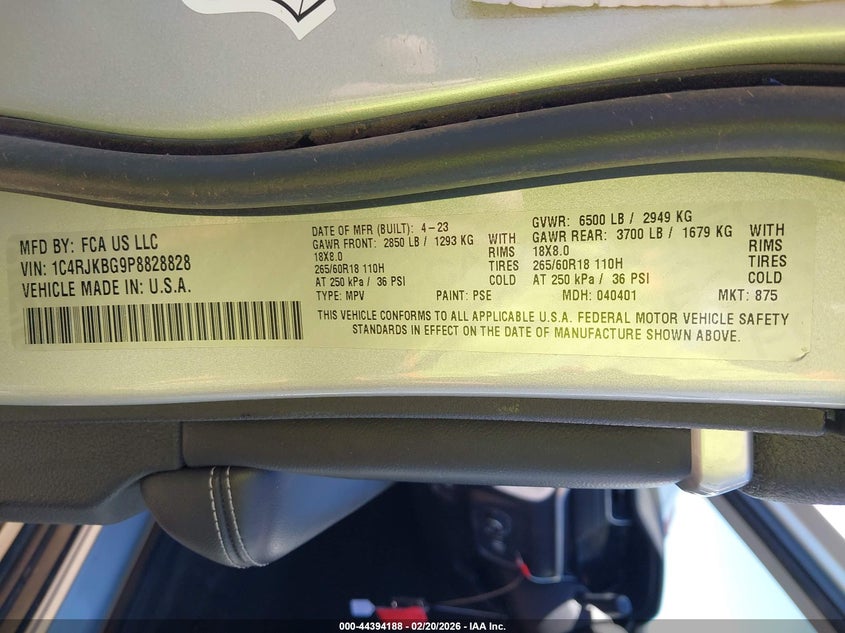 MFD BY: FCA US LLC
VIN: 1C4RJKBG9P8828828
VEHICLE MADE IN: U.S.A.
DATE OF MFR (BUILT): 4-23
GAWR FRONT: 2850 LB / 1293 KG WITH
18X8.0 RIMS
265/60R18 110H TIRES
AT 250 kPa / 36 PSI COLD
TYPE: MPV PAINT: PSE
GVWR: 6500 LB / 2949 KG
GAWR REAR: 3700 LB / 1679 KG WITH
18X8.0 RIMS
265/60R18 110H TIRES
AT 250 kPa / 36 PSI COLD
MDH: 040401 MKT: 875
THIS VEHICLE CONFORMS TO ALL APPLICABLE U.S.A. FEDERAL MOTOR VEHICLE SAFETY
STANDARDS IN EFFECT ON THE DATE OF MANUFACTURE SHOWN ABOVE.
000-44394188 - 02/20/2026 - IAA Inc.